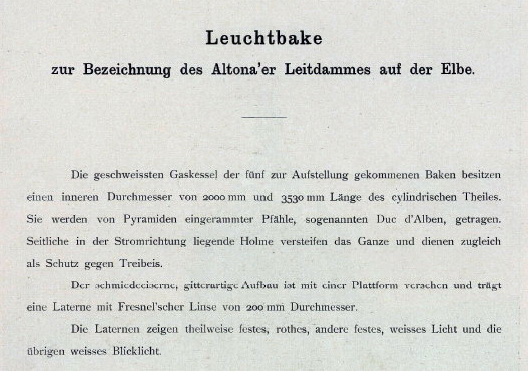 Leuchtbake
zur Bezeichnung des Altona'er Leitdammes auf der Elbe.
Die geschweissten Gaskessel der fünf zur Aufstellung gekommenen Baken besitzen
einen inneren Durchmesser von 2000 mm und 3530 mm Länge des cylindrischen Theiles.
Sie werden von Pyramiden eingerammter Pfähle, sogenannten Duc d'Alben, getragen.
Seitliche in der Stromrichtung liegende Holme versteifen das Ganze und dienen zugleich
als Schutz gegen Treibeis.
Der schmiedeeiserne, gitterartige Aufbau ist mit einer Plattform versehen und trägt
eine Laterne mit Fresnel'scher Linse von 200 mm Durchmesser.
Die Laternen zeigen theilweise festes, rothes, andere festes, weisses Licht und die
übrigen weisses Blicklicht.